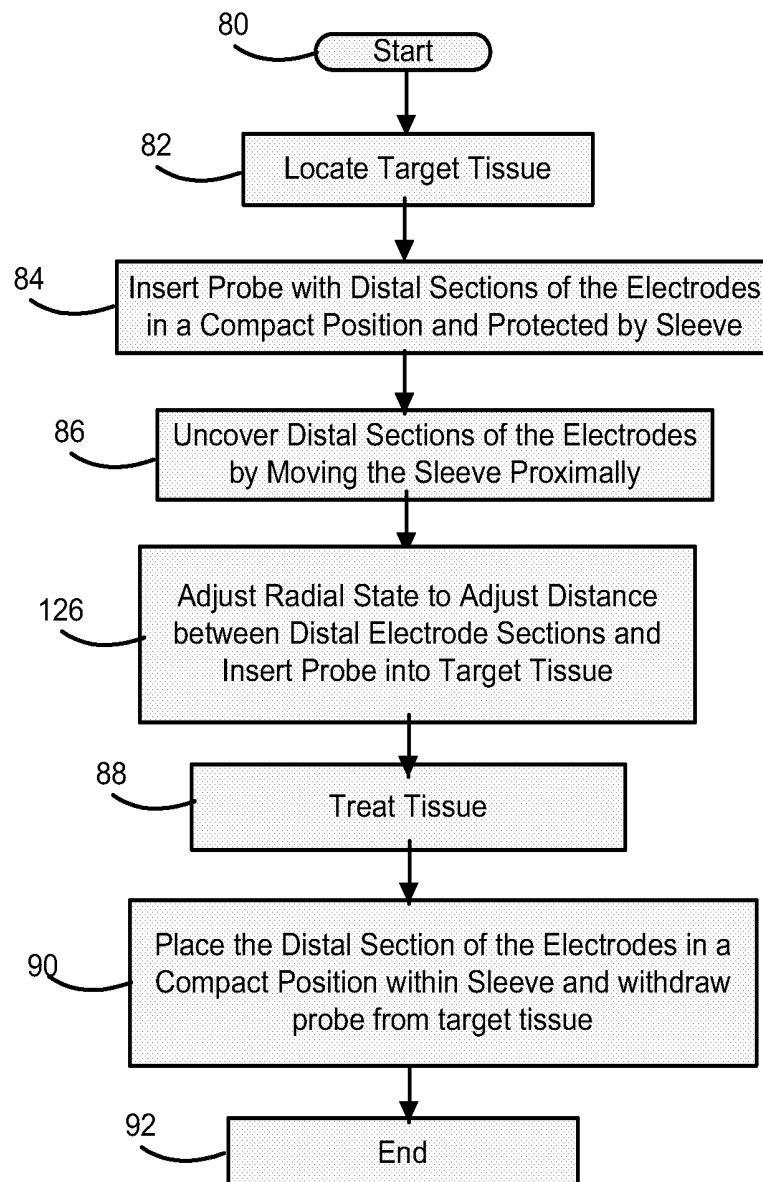 80
Start
82
Locate Target Tissue
84
Insert Probe with Distal Sections of the Electrodes
in a Compact Position and Protected by Sleeve
86
Uncover Distal Sections of the Electrodes
by Moving the Sleeve Proximally
126
Adjust Radial State to Adjust Distance
between Distal Electrode Sections and
Insert Probe into Target Tissue
88
Treat Tissue
90
Place the Distal Section of the Electrodes in a
Compact Position within Sleeve and withdraw
probe from target tissue
92
End